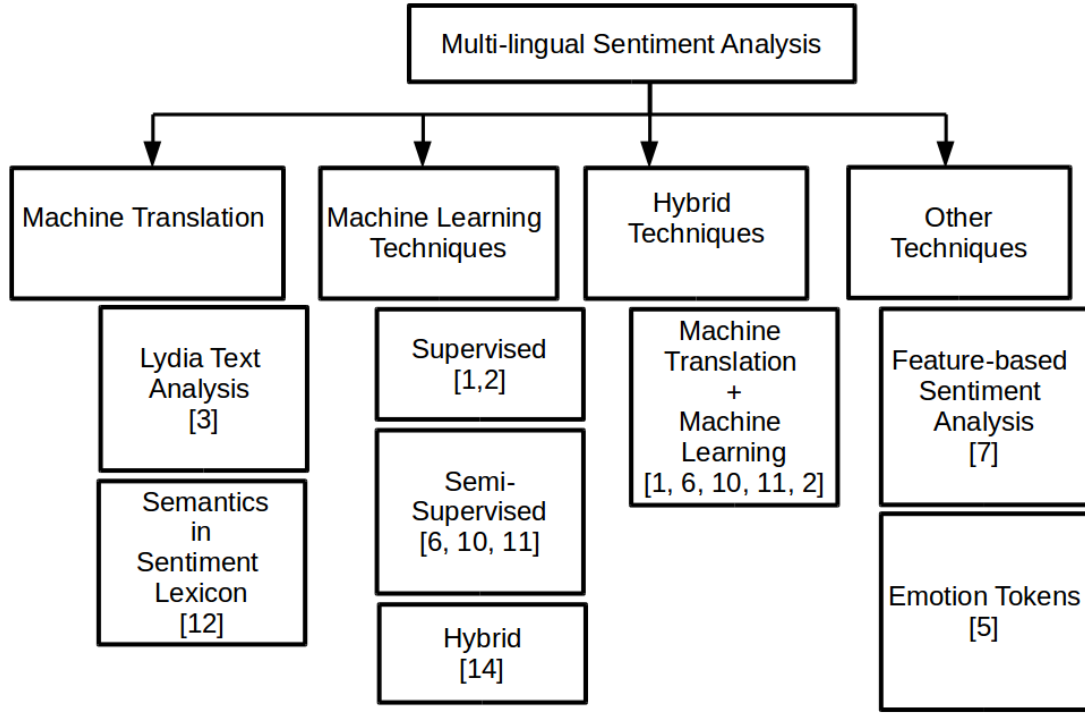 Multi-lingual Sentiment Analysis
Machine Translation
Machine Learning
Techniques
Hybrid
Techniques
Other
Techniques
Lydia Text
Analysis
[3]
Semantics
in
Sentiment
Lexicon
[12]
Supervised
[1,2]
Semi-
Supervised
[6, 10, 11]
Hybrid
[14]
Machine
Translation
+
Machine
Learning
[1, 6, 10, 11, 2]
Feature-based
Sentiment
Analysis
[7]
Emotion Tokens
[5]